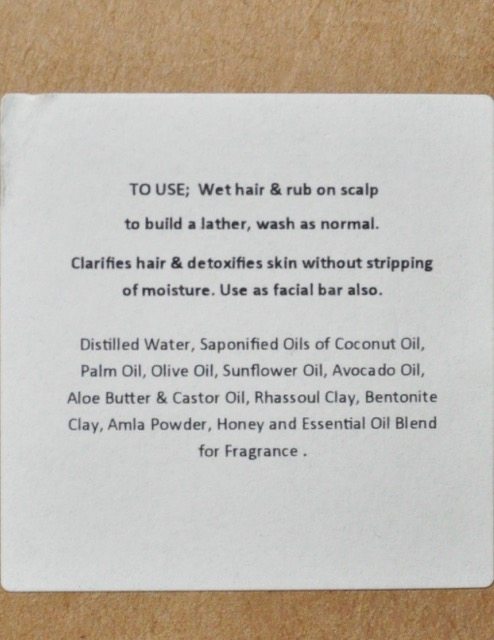 TO USE;  Wet hair & rub on scalp
to build a lather, wash as normal.
Clarifies hair & detoxifies skin without stripping
of moisture. Use as facial bar also.
Distilled Water, Saponified Oils of Coconut Oil,
Palm Oil, Olive Oil, Sunflower Oil, Avocado Oil,
Aloe Butter & Castor Oil, Rhassoul Clay, Bentonite
Clay, Amla Powder, Honey and Essential Oil Blend
for Fragrance .